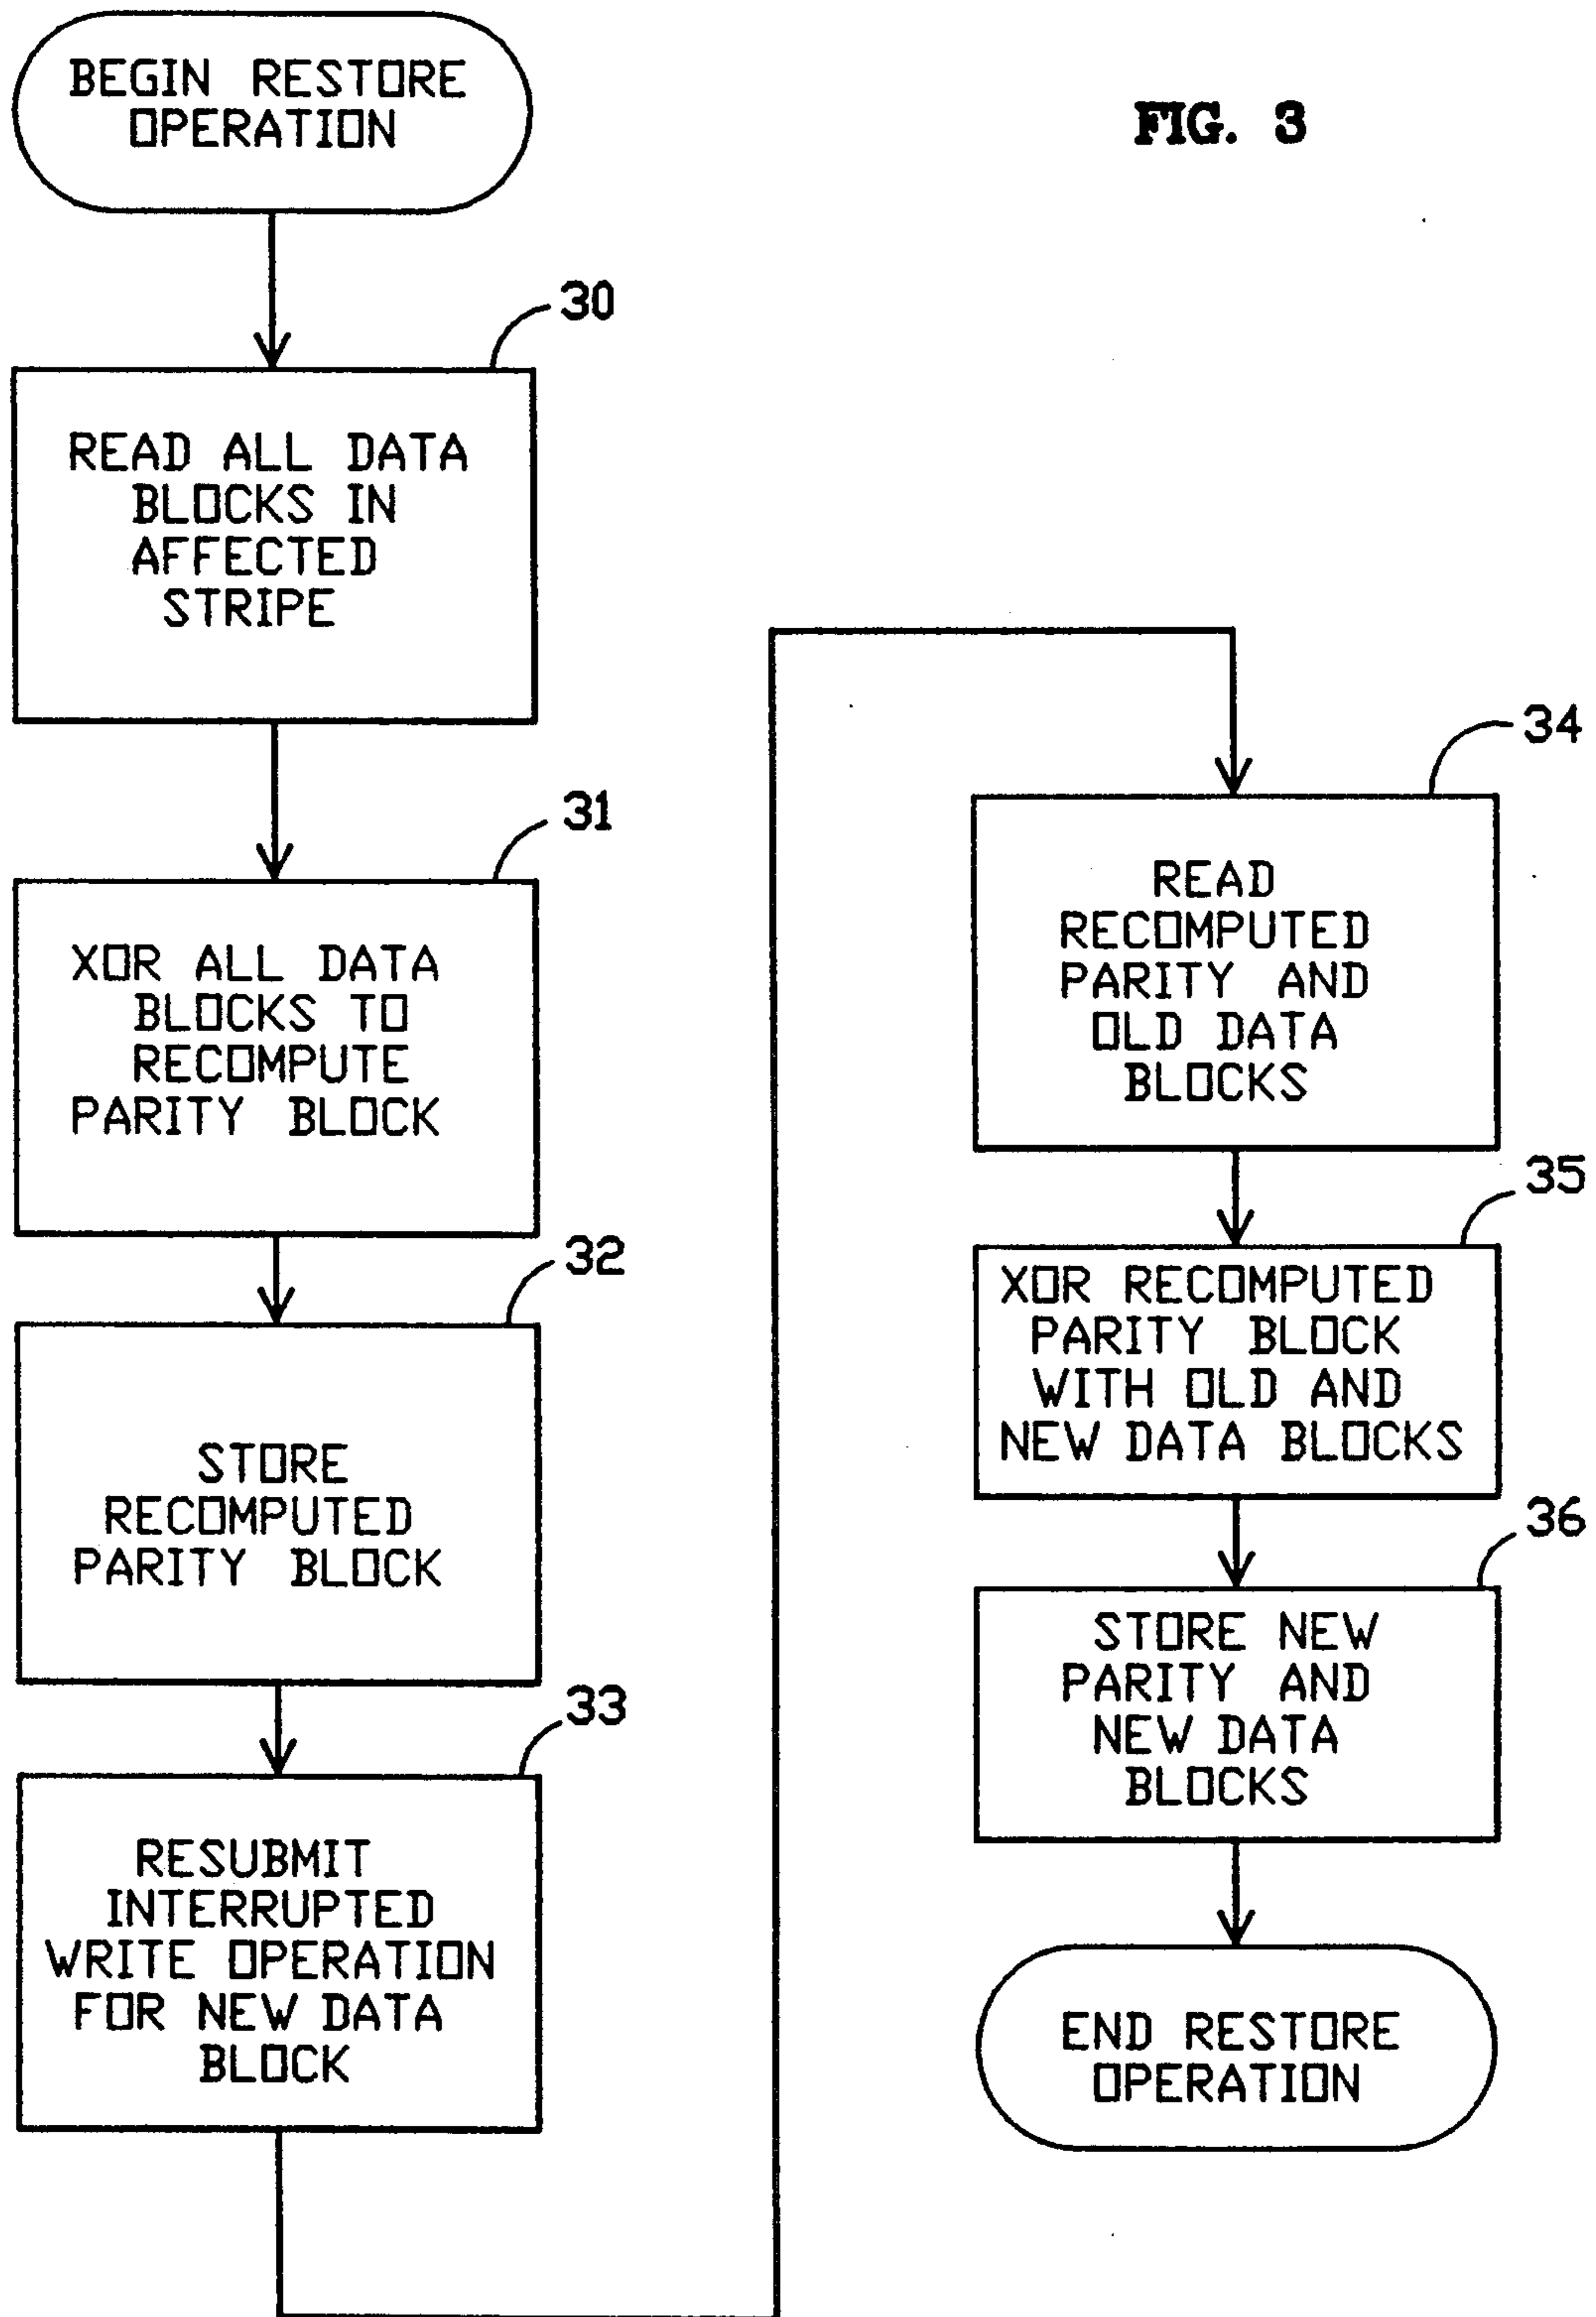 BEGIN RESTORE
OPERATION
FIG. 3
30
READ ALL DATA
BLOCKS IN
AFFECTED
STRIPE
31
XOR ALL DATA
BLOCKS TO
RECOMPUTE
PARITY BLOCK
32
STORE
RECOMPUTED
PARITY BLOCK
33
RESUBMIT
INTERRUPTED
WRITE OPERATION
FOR NEW DATA
BLOCK
34
READ
RECOMPUTED
PARITY AND
OLD DATA
BLOCKS
35
XOR RECOMPUTED
PARITY BLOCK
WITH OLD AND
NEW DATA BLOCKS
36
STORE NEW
PARITY AND
NEW DATA
BLOCKS
END RESTORE
OPERATION